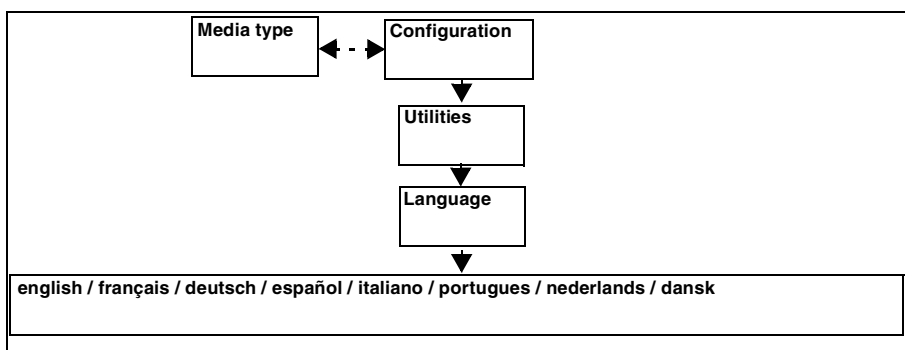 Media type
Configuration
Utilities
Language
english / français / deutsch / español / italiano / portugues / nederlands / dansk